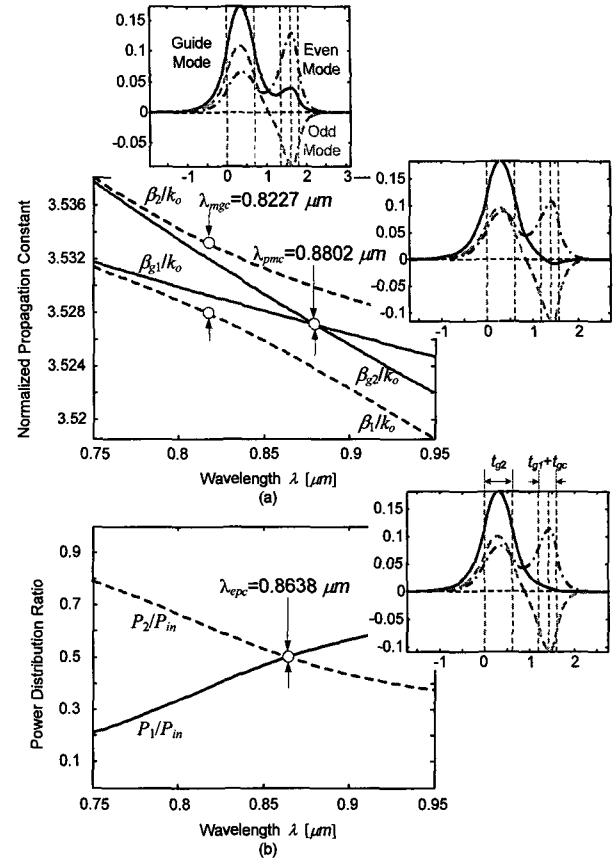 0.15
0.1
0.05
0
-0.05
Guide Mode
Even Mode
Odd Mode
-1 0 1 2 3
3.536
3.532
3.528
3.524
3.52
Normalized Propagation Constant
β2/ko
λmgc=0.8227 μm
βg1/ko
λpmc=0.8802 μm
βg2/ko
β1/ko
0.75 0.8 0.85 0.9 0.95
Wavelength λ [μm]
(a)
0.15
0.1
0.05
0
-0.05
-0.1
-1 0 1 2
tg2
tg1+tgc
0.15
0.1
0.05
0
-0.05
-0.1
-1 0 1 2
0.9
0.7
0.5
0.3
0.1
Power Distribution Ratio
λepc=0.8638 μm
P2/Pin
P1/Pin
0.75 0.8 0.85 0.9 0.95
Wavelength λ [μm]
(b)